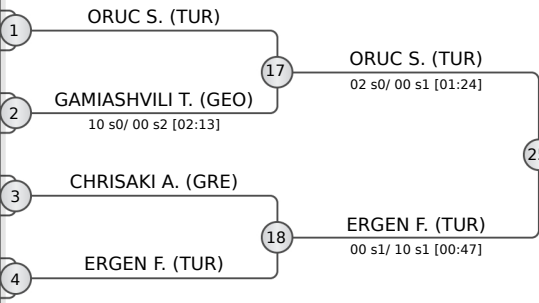 ORUC S. (TUR)
1
17
ORUC S. (TUR)
02 s0/ 00 s1 [01:24]
GAMIASHVILI T. (GEO)
2
10 s0/ 00 s2 [02:13]
CHRISAKI A. (GRE)
3
18
ERGEN F. (TUR)
00 s1/ 10 s1 [00:47]
ERGEN F. (TUR)
4